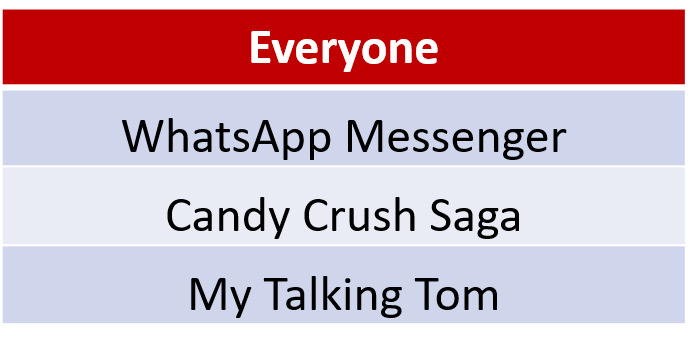 Everyone
WhatsApp Messenger
Candy Crush Saga
My Talking Tom